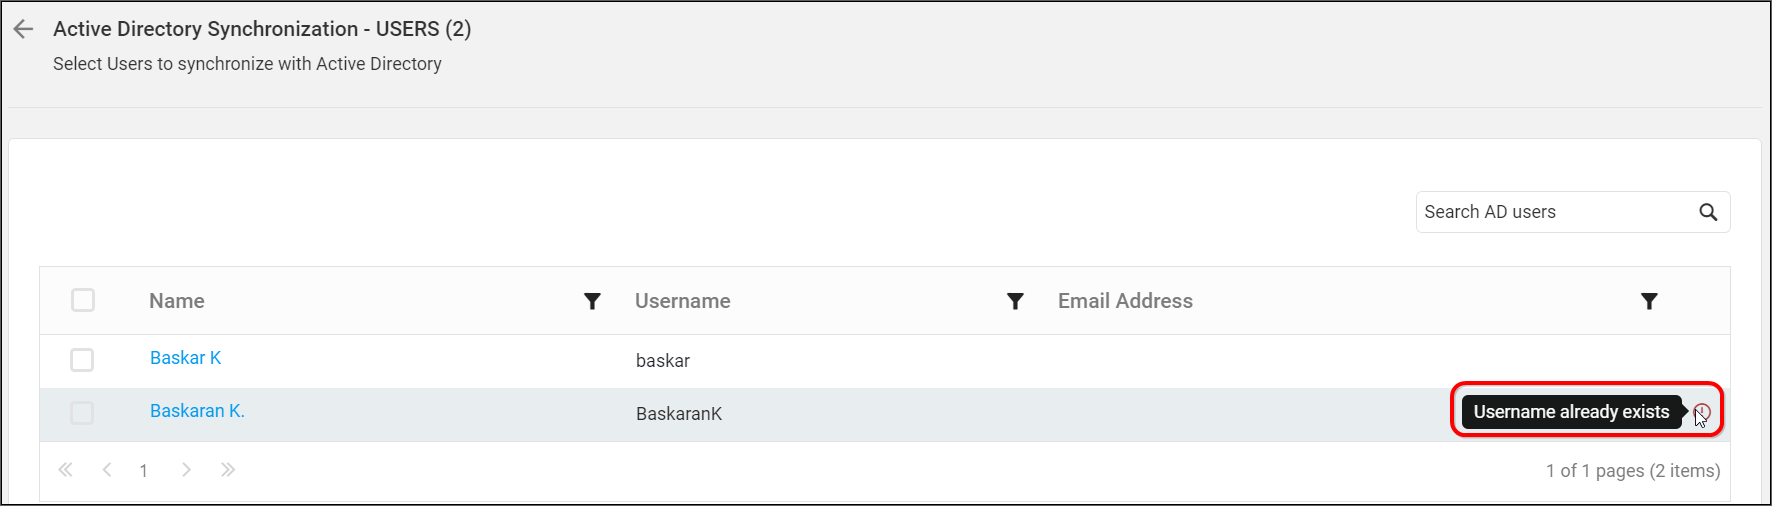 Active Directory Synchronization - USERS (2)
Select Users to synchronize with Active Directory
Search AD users
Name Username Email Address
Baskar K baskar
Baskaran K. BaskaranK Username already exists
1 1 of 1 pages (2 items)